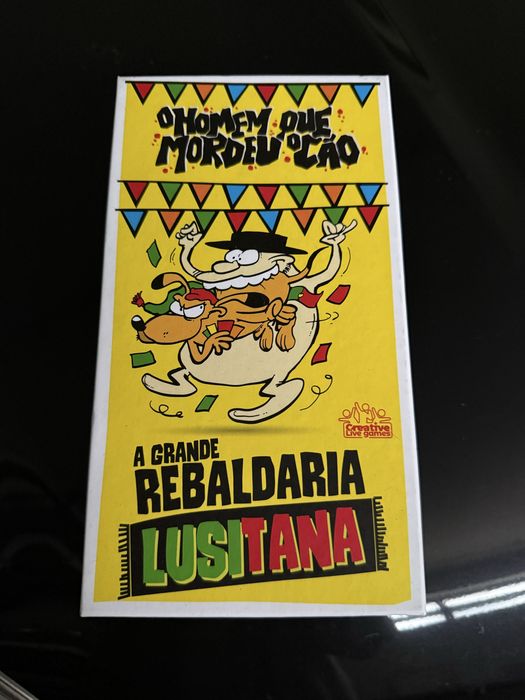 O HOMEM QUE
MORDEU O CÃO
Creative
Live games
A GRANDE
REBALDARIA
LUSITANA